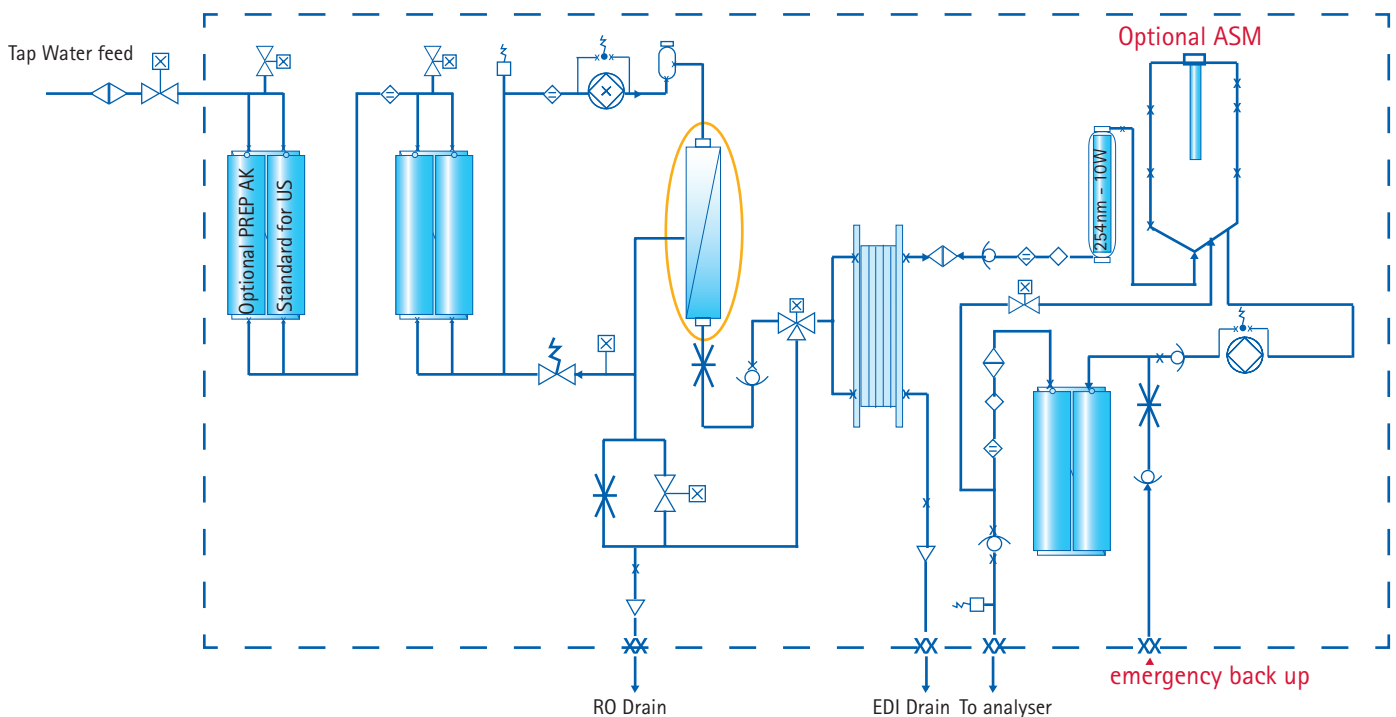 Tap Water feed
Optional ASM
Optional PREP AK
Standard for US
254nm - 10W
emergency back up
RO Drain
EDI Drain
To analyser